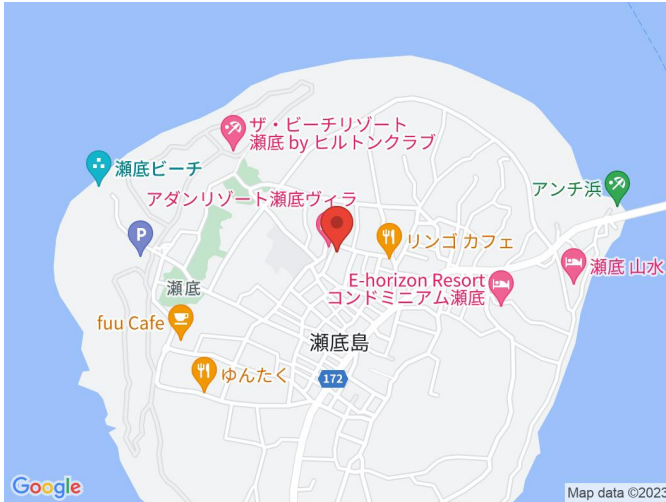 ザ・ビーチリゾート
瀬底 by ヒルトンクラブ
瀬底ビーチ
アダンリゾート瀬底ヴィラ
アンチ浜
P
リンゴ カフェ
瀬底 山水
E-horizon Resort
コンドミニアム瀬底
瀬底
fuu Cafe
瀬底島
ゆんたく
172
Google
Map data ©2023